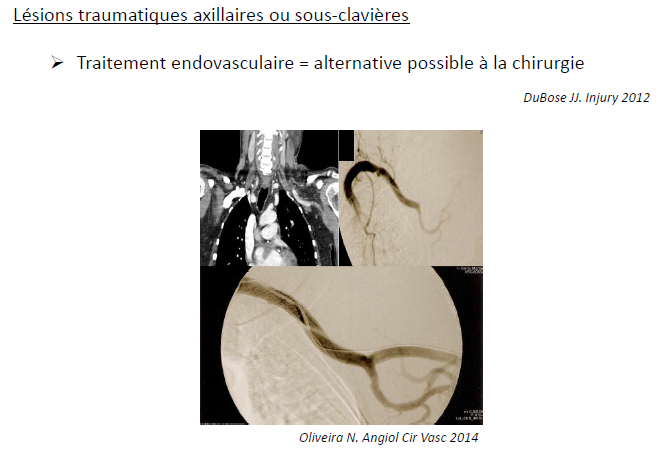 Lésions traumatiques axillaires ou sous-clavières
➢ Traitement endovasculaire = alternative possible à la chirurgie
DuBose JJ. Injury 2012
Oliveira N. Angiol Cir Vasc 2014